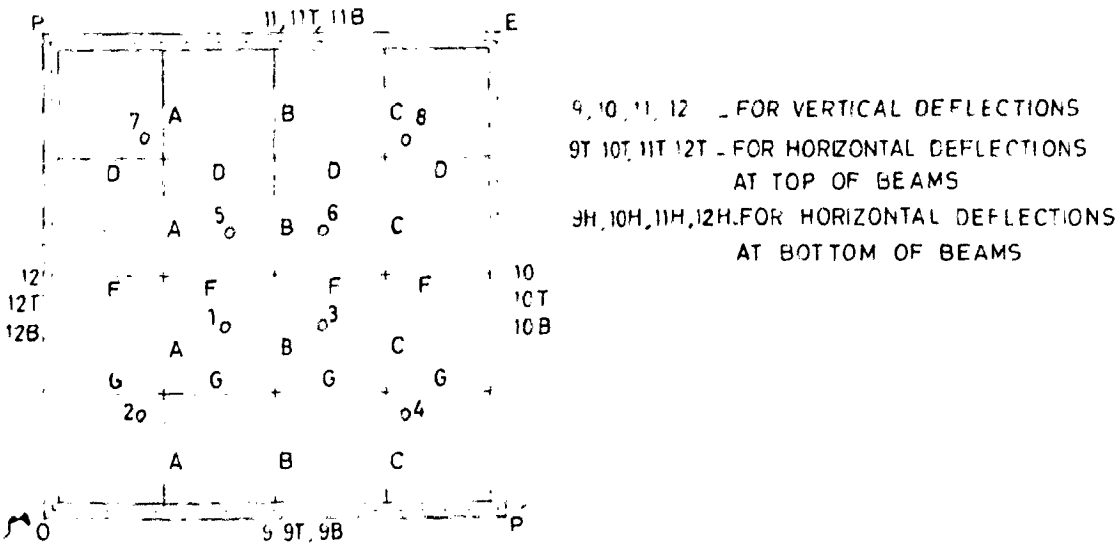 P 11, 11T, 11B E
A B C
7 8
D D D D
5 6
A B C
12 F F F F 10
12T 10T
1 3
12B 10B
A B C
G G G G
2 4
A B C
O 9 9T, 9B P'
9, 10, 11, 12 - FOR VERTICAL DEFLECTIONS
9T 10T, 11T 12T - FOR HORIZONTAL DEFLECTIONS
AT TOP OF BEAMS
9H, 10H, 11H, 12H. FOR HORIZONTAL DEFLECTIONS
AT BOTTOM OF BEAMS